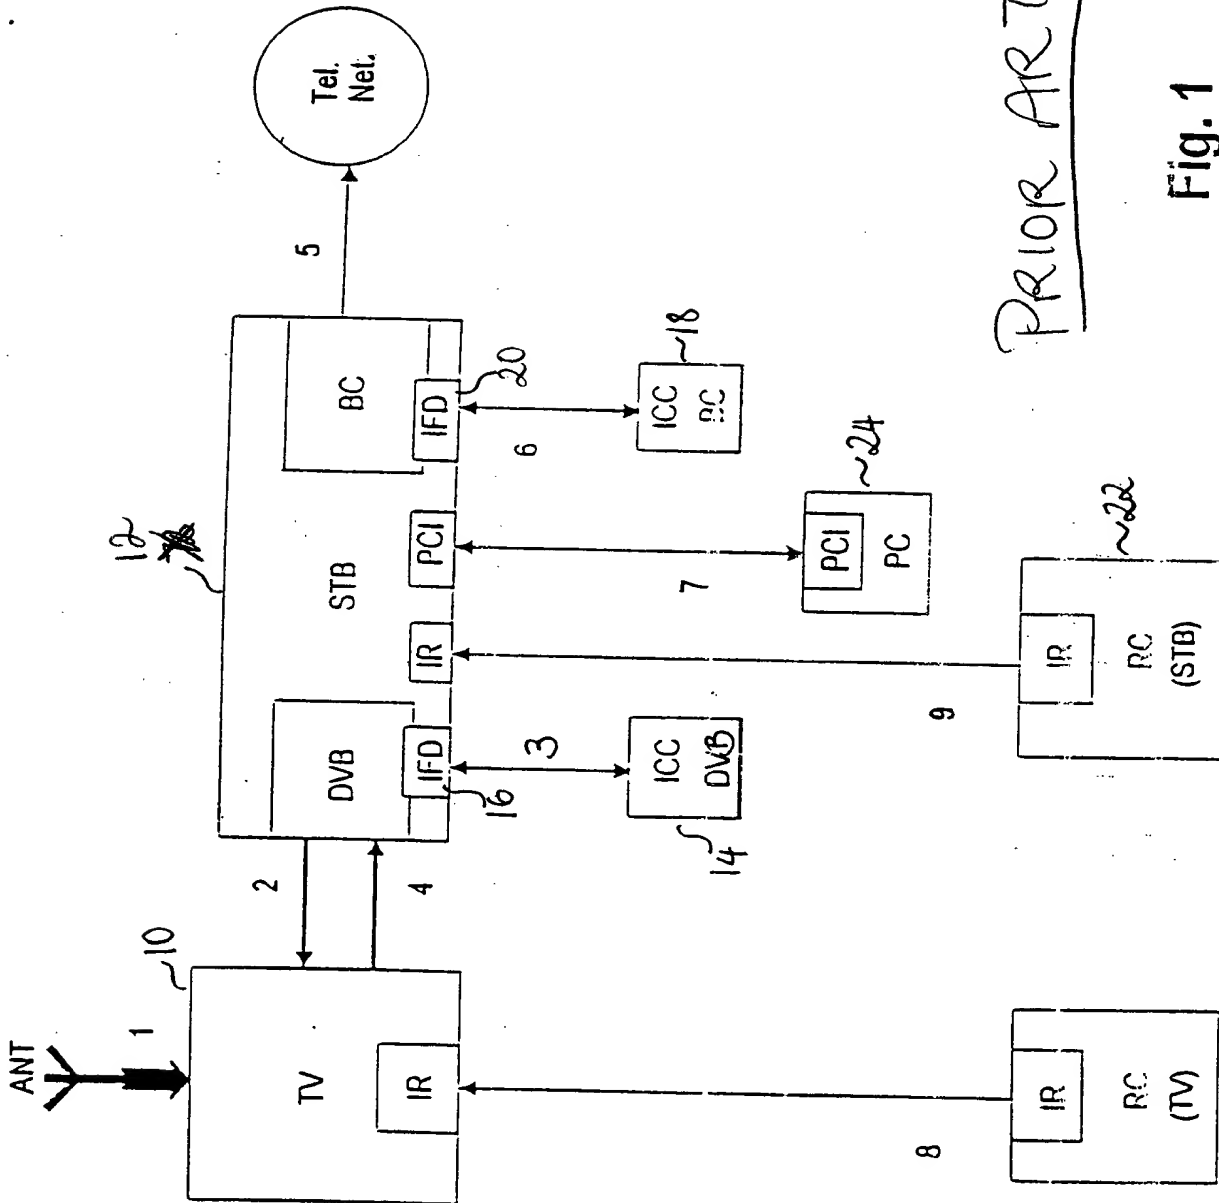 ANT
1
10
TV
IR
2
4
12
DVB
IFD
16
STB
IR
PCI
BC
IFD
20
5
Tel.
Net.
3
ICC
DVB
14
6
ICC
BC
18
7
PCI
PC
24
8
IR
RC
(TV)
9
IR
RC
(STB)
22
PRIOR ART
Fig. 1